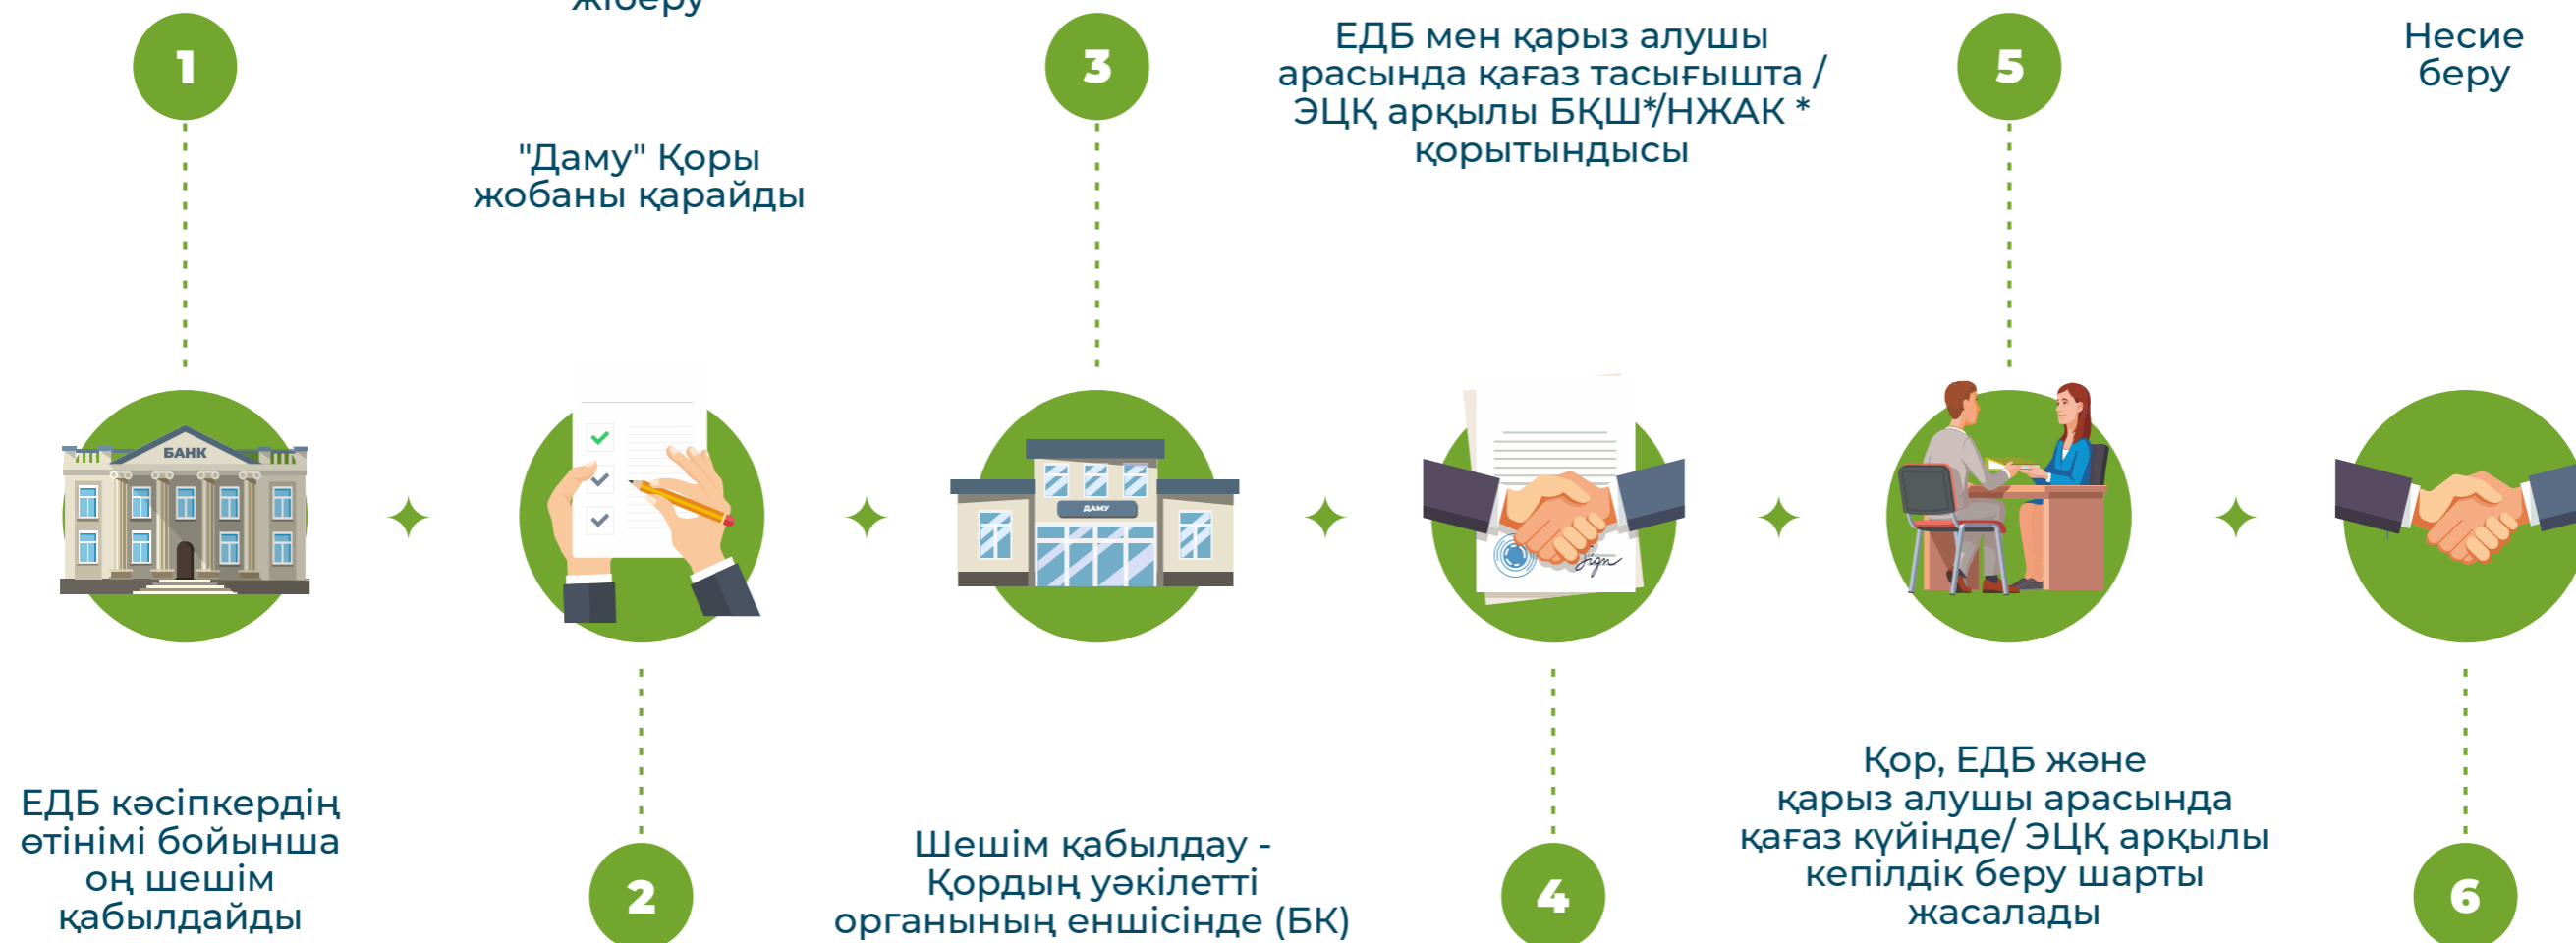 1
ЕДБ кәсіпкердің
өтінімі бойынша
оң шешім
қабылдайды
БАНК
жіберу
"Даму" Қоры
жобаны қарайды
2
3
ДАМУ
Шешім қабылдау -
Қордың уәкілетті
органының еншісінде (БК)
ЕДБ мен қарыз алушы
арасында қағаз тасығышта /
ЭЦҚ арқылы БҚШ*/НЖАК *
қорытындысы
Sign
4
5
Қор, ЕДБ және
қарыз алушы арасында
қағаз күйінде/ ЭЦҚ арқылы
кепілдік беру шарты
жасалады
Несие
беру
6